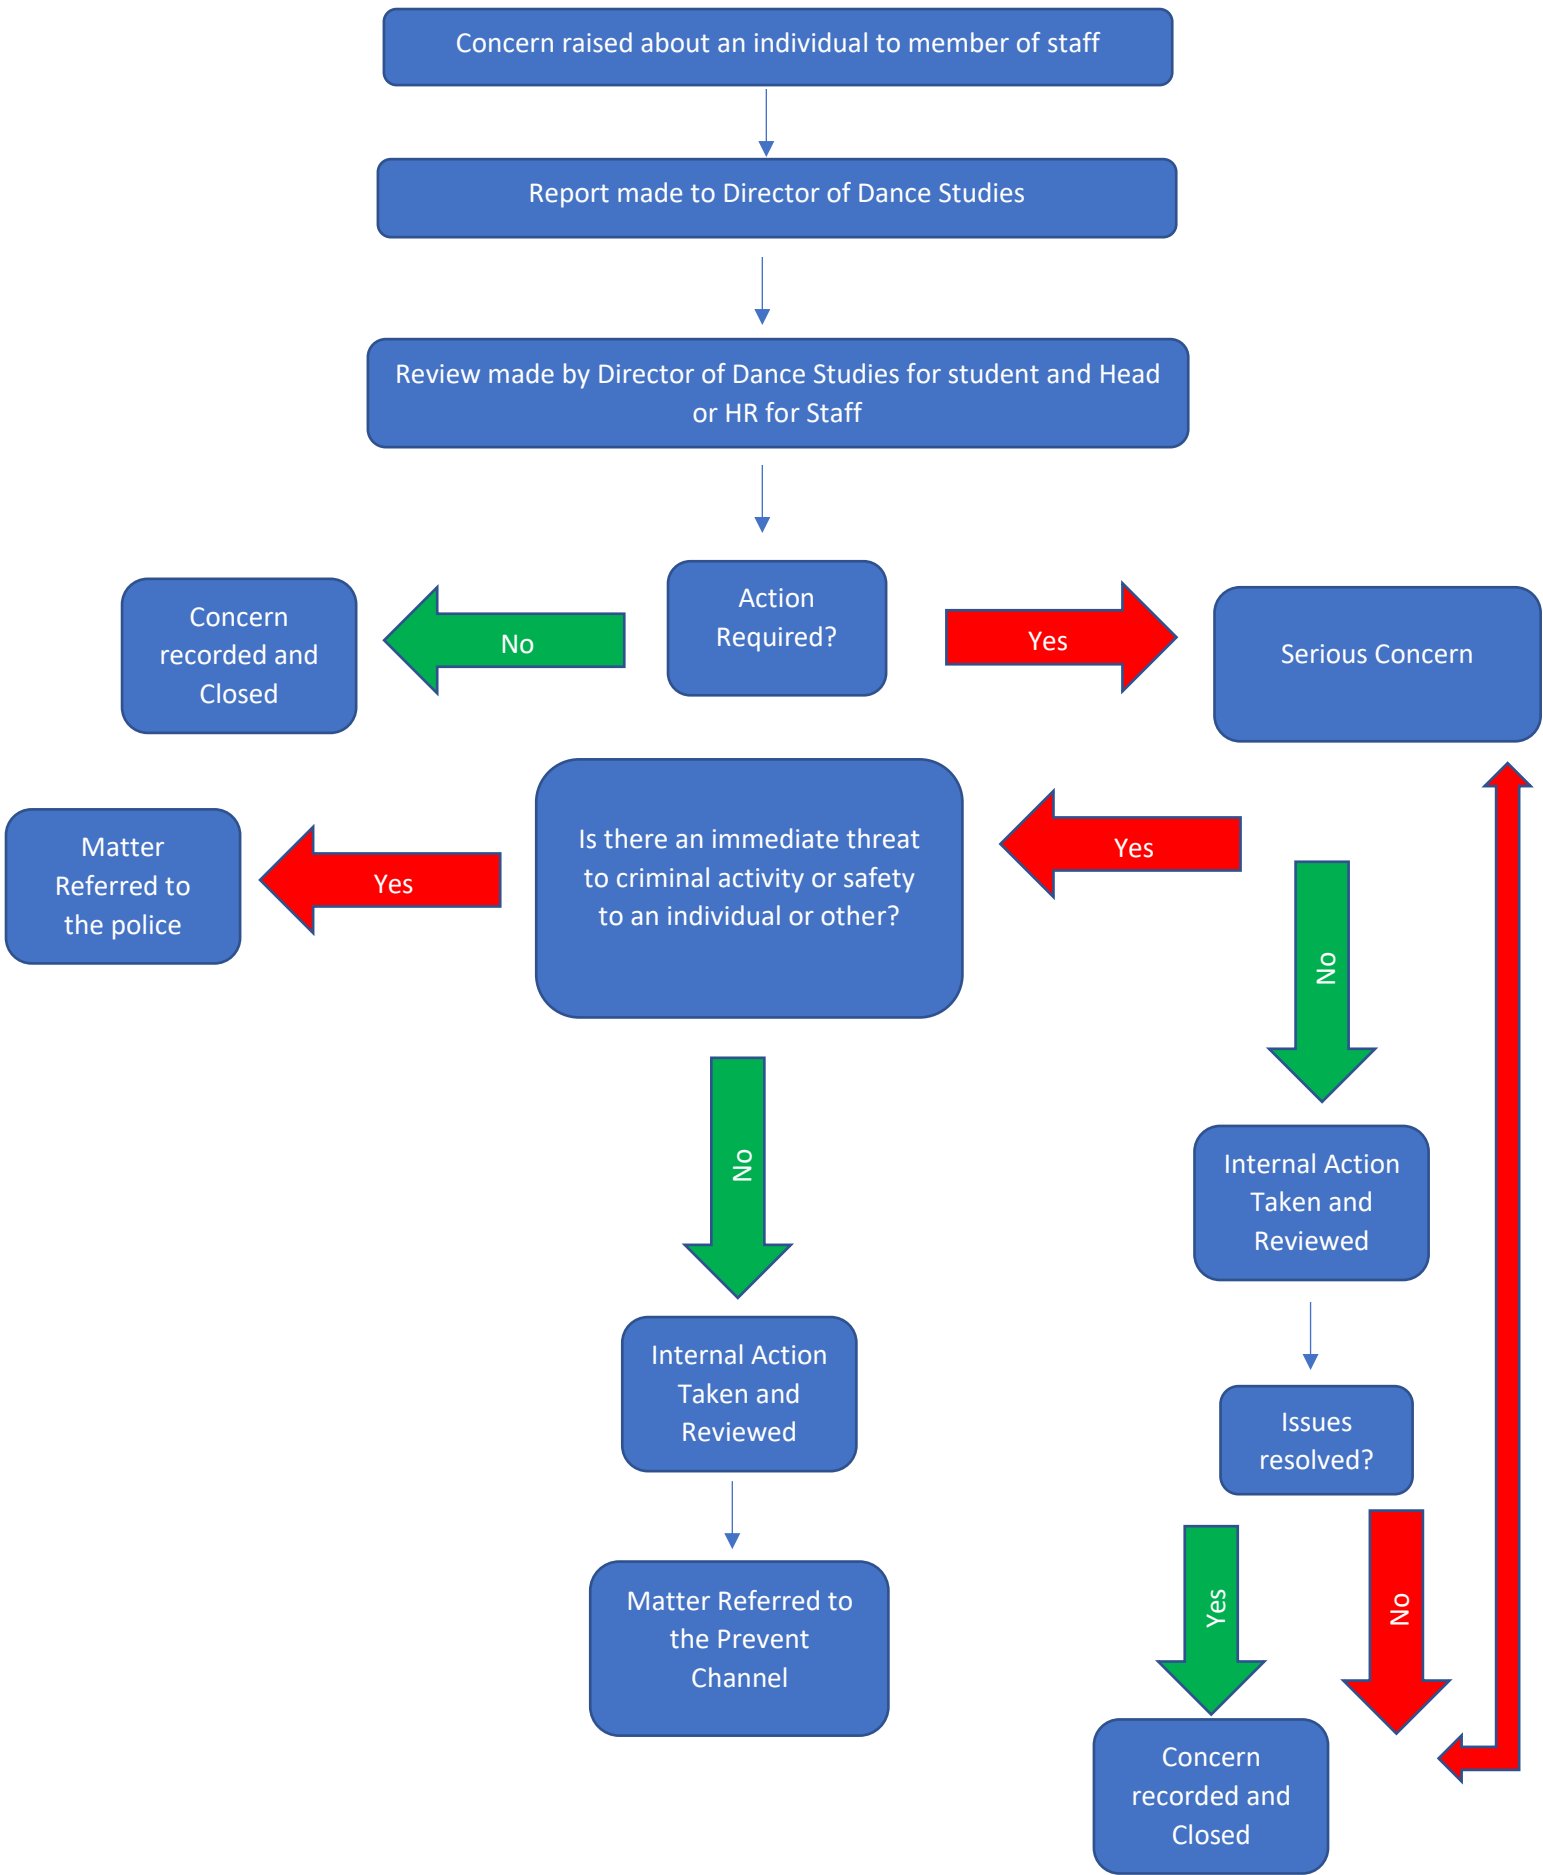 Concern raised about an individual to member of staff
Report made to Director of Dance Studies
Review made by Director of Dance Studies for student and Head
or HR for Staff
Action
Required?
No
Concern
recorded and
Closed
Yes
Serious Concern
Yes
Is there an immediate threat
to criminal activity or safety
to an individual or other?
Yes
Matter
Referred to
the police
No
Internal Action
Taken and
Reviewed
Matter Referred to
the Prevent
Channel
No
Internal Action
Taken and
Reviewed
Issues
resolved?
Yes
No
Concern
recorded and
Closed